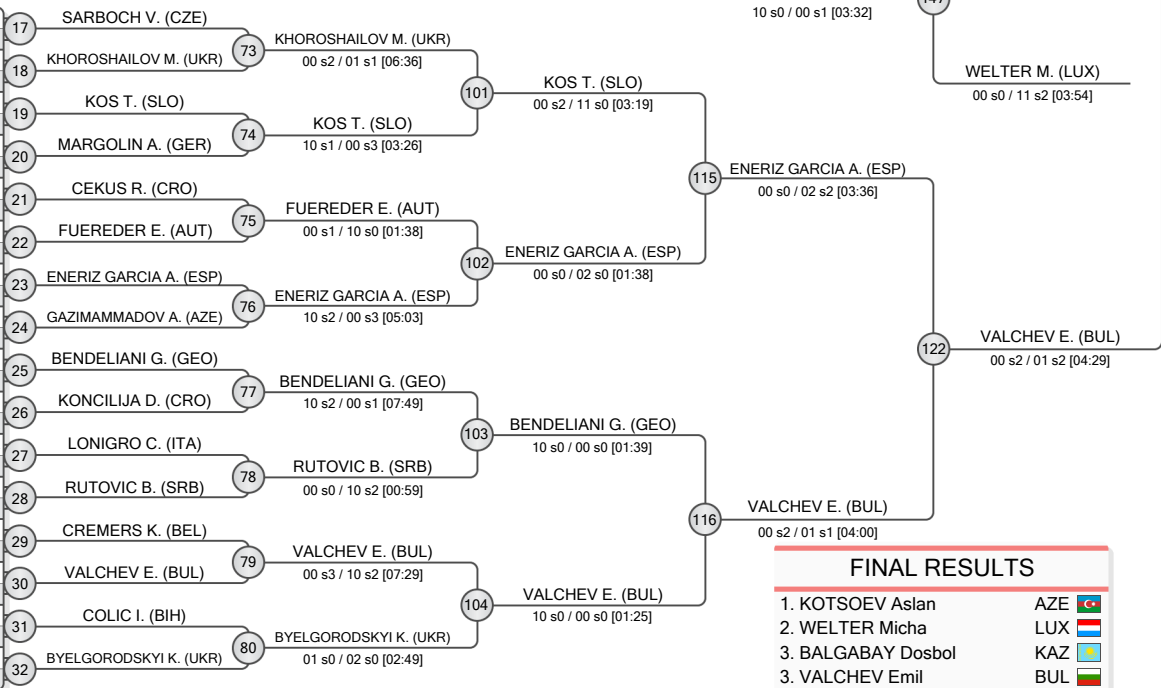 17
SARBOCH V. (CZE)
18
KHOROSHAILOV M. (UKR)
19
KOS T. (SLO)
20
MARGOLIN A. (GER)
21
CEKUS R. (CRO)
22
FUEREDER E. (AUT)
23
ENERIZ GARCIA A. (ESP)
24
GAZIMAMMADOV A. (AZE)
25
BENDELIANI G. (GEO)
26
KONCILIJA D. (CRO)
27
LONIGRO C. (ITA)
28
RUTOVIC B. (SRB)
29
CREMERS K. (BEL)
30
VALCHEV E. (BUL)
31
COLIC I. (BIH)
32
BYELGORODSKYI K. (UKR)
73
KHOROSHAILOV M. (UKR)
00 s2 / 01 s1 [06:36]
74
KOS T. (SLO)
10 s1 / 00 s3 [03:26]
75
FUEREDER E. (AUT)
00 s1 / 10 s0 [01:38]
76
ENERIZ GARCIA A. (ESP)
10 s2 / 00 s3 [05:03]
77
BENDELIANI G. (GEO)
10 s2 / 00 s1 [07:49]
78
RUTOVIC B. (SRB)
00 s0 / 10 s2 [00:59]
79
VALCHEV E. (BUL)
00 s3 / 10 s2 [07:29]
80
BYELGORODSKYI K. (UKR)
01 s0 / 02 s0 [02:49]
101
KOS T. (SLO)
00 s2 / 11 s0 [03:19]
102
ENERIZ GARCIA A. (ESP)
00 s0 / 02 s0 [01:38]
103
BENDELIANI G. (GEO)
10 s0 / 00 s0 [01:39]
104
VALCHEV E. (BUL)
10 s0 / 00 s0 [01:25]
115
ENERIZ GARCIA A. (ESP)
00 s0 / 02 s2 [03:36]
116
VALCHEV E. (BUL)
00 s2 / 01 s1 [04:00]
122
VALCHEV E. (BUL)
00 s2 / 01 s2 [04:29]
10 s0 / 00 s1 [03:32]
WELTER M. (LUX)
00 s0 / 11 s2 [03:54]
FINAL RESULTS
1. KOTSOEV Aslan AZE
2. WELTER Micha LUX
3. BALGABAY Dosbol KAZ
3. VALCHEV Emil BUL